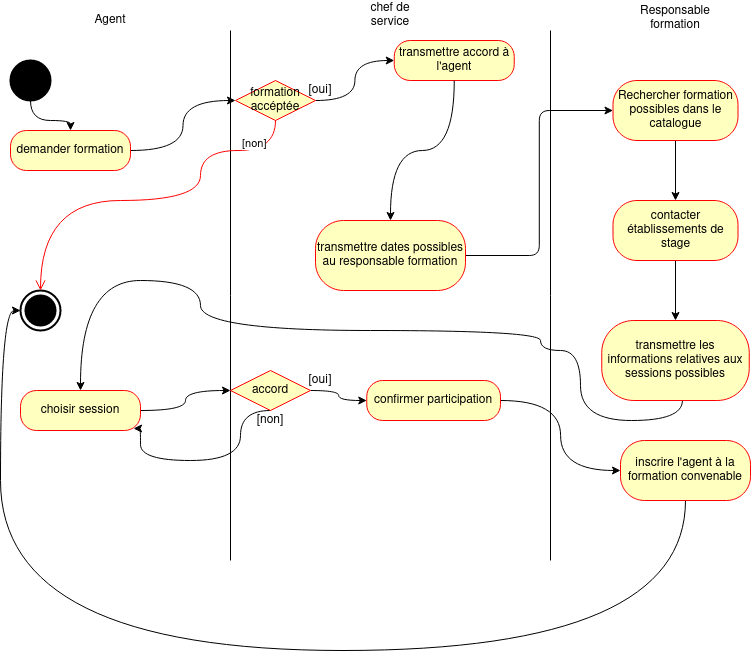 Agent
chef de
service
Responsable
formation
transmettre accord à
l'agent
formation
accéptée
[oui]
[non]
demander formation
Rechercher formation
possibles dans le
catalogue
transmettre dates possibles
au responsable formation
contacter
établissements de
stage
transmettre les
informations relatives aux
sessions possibles
choisir session
accord
[oui]
[non]
confirmer participation
inscrire l'agent à la
formation convenable